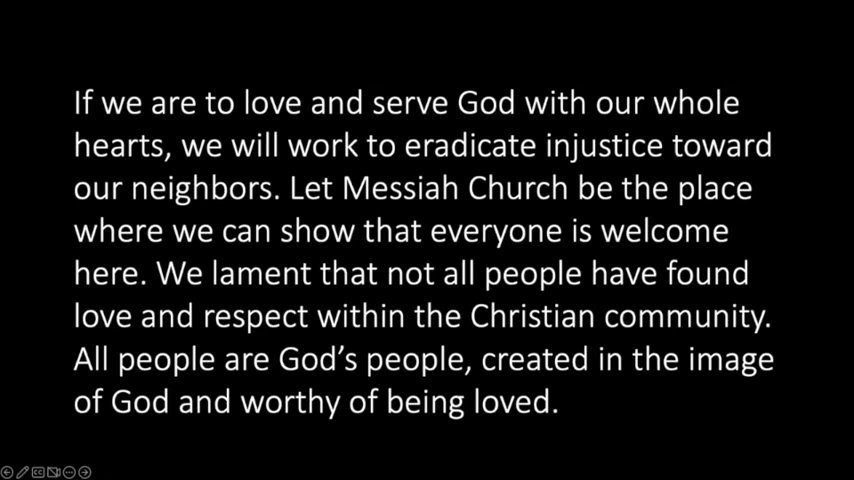 If we are to love and serve God with our whole
hearts, we will work to eradicate injustice toward
our neighbors. Let Messiah Church be the place
where we can show that everyone is welcome
here. We lament that not all people have found
love and respect within the Christian community.
All people are God’s people, created in the image
of God and worthy of being loved.